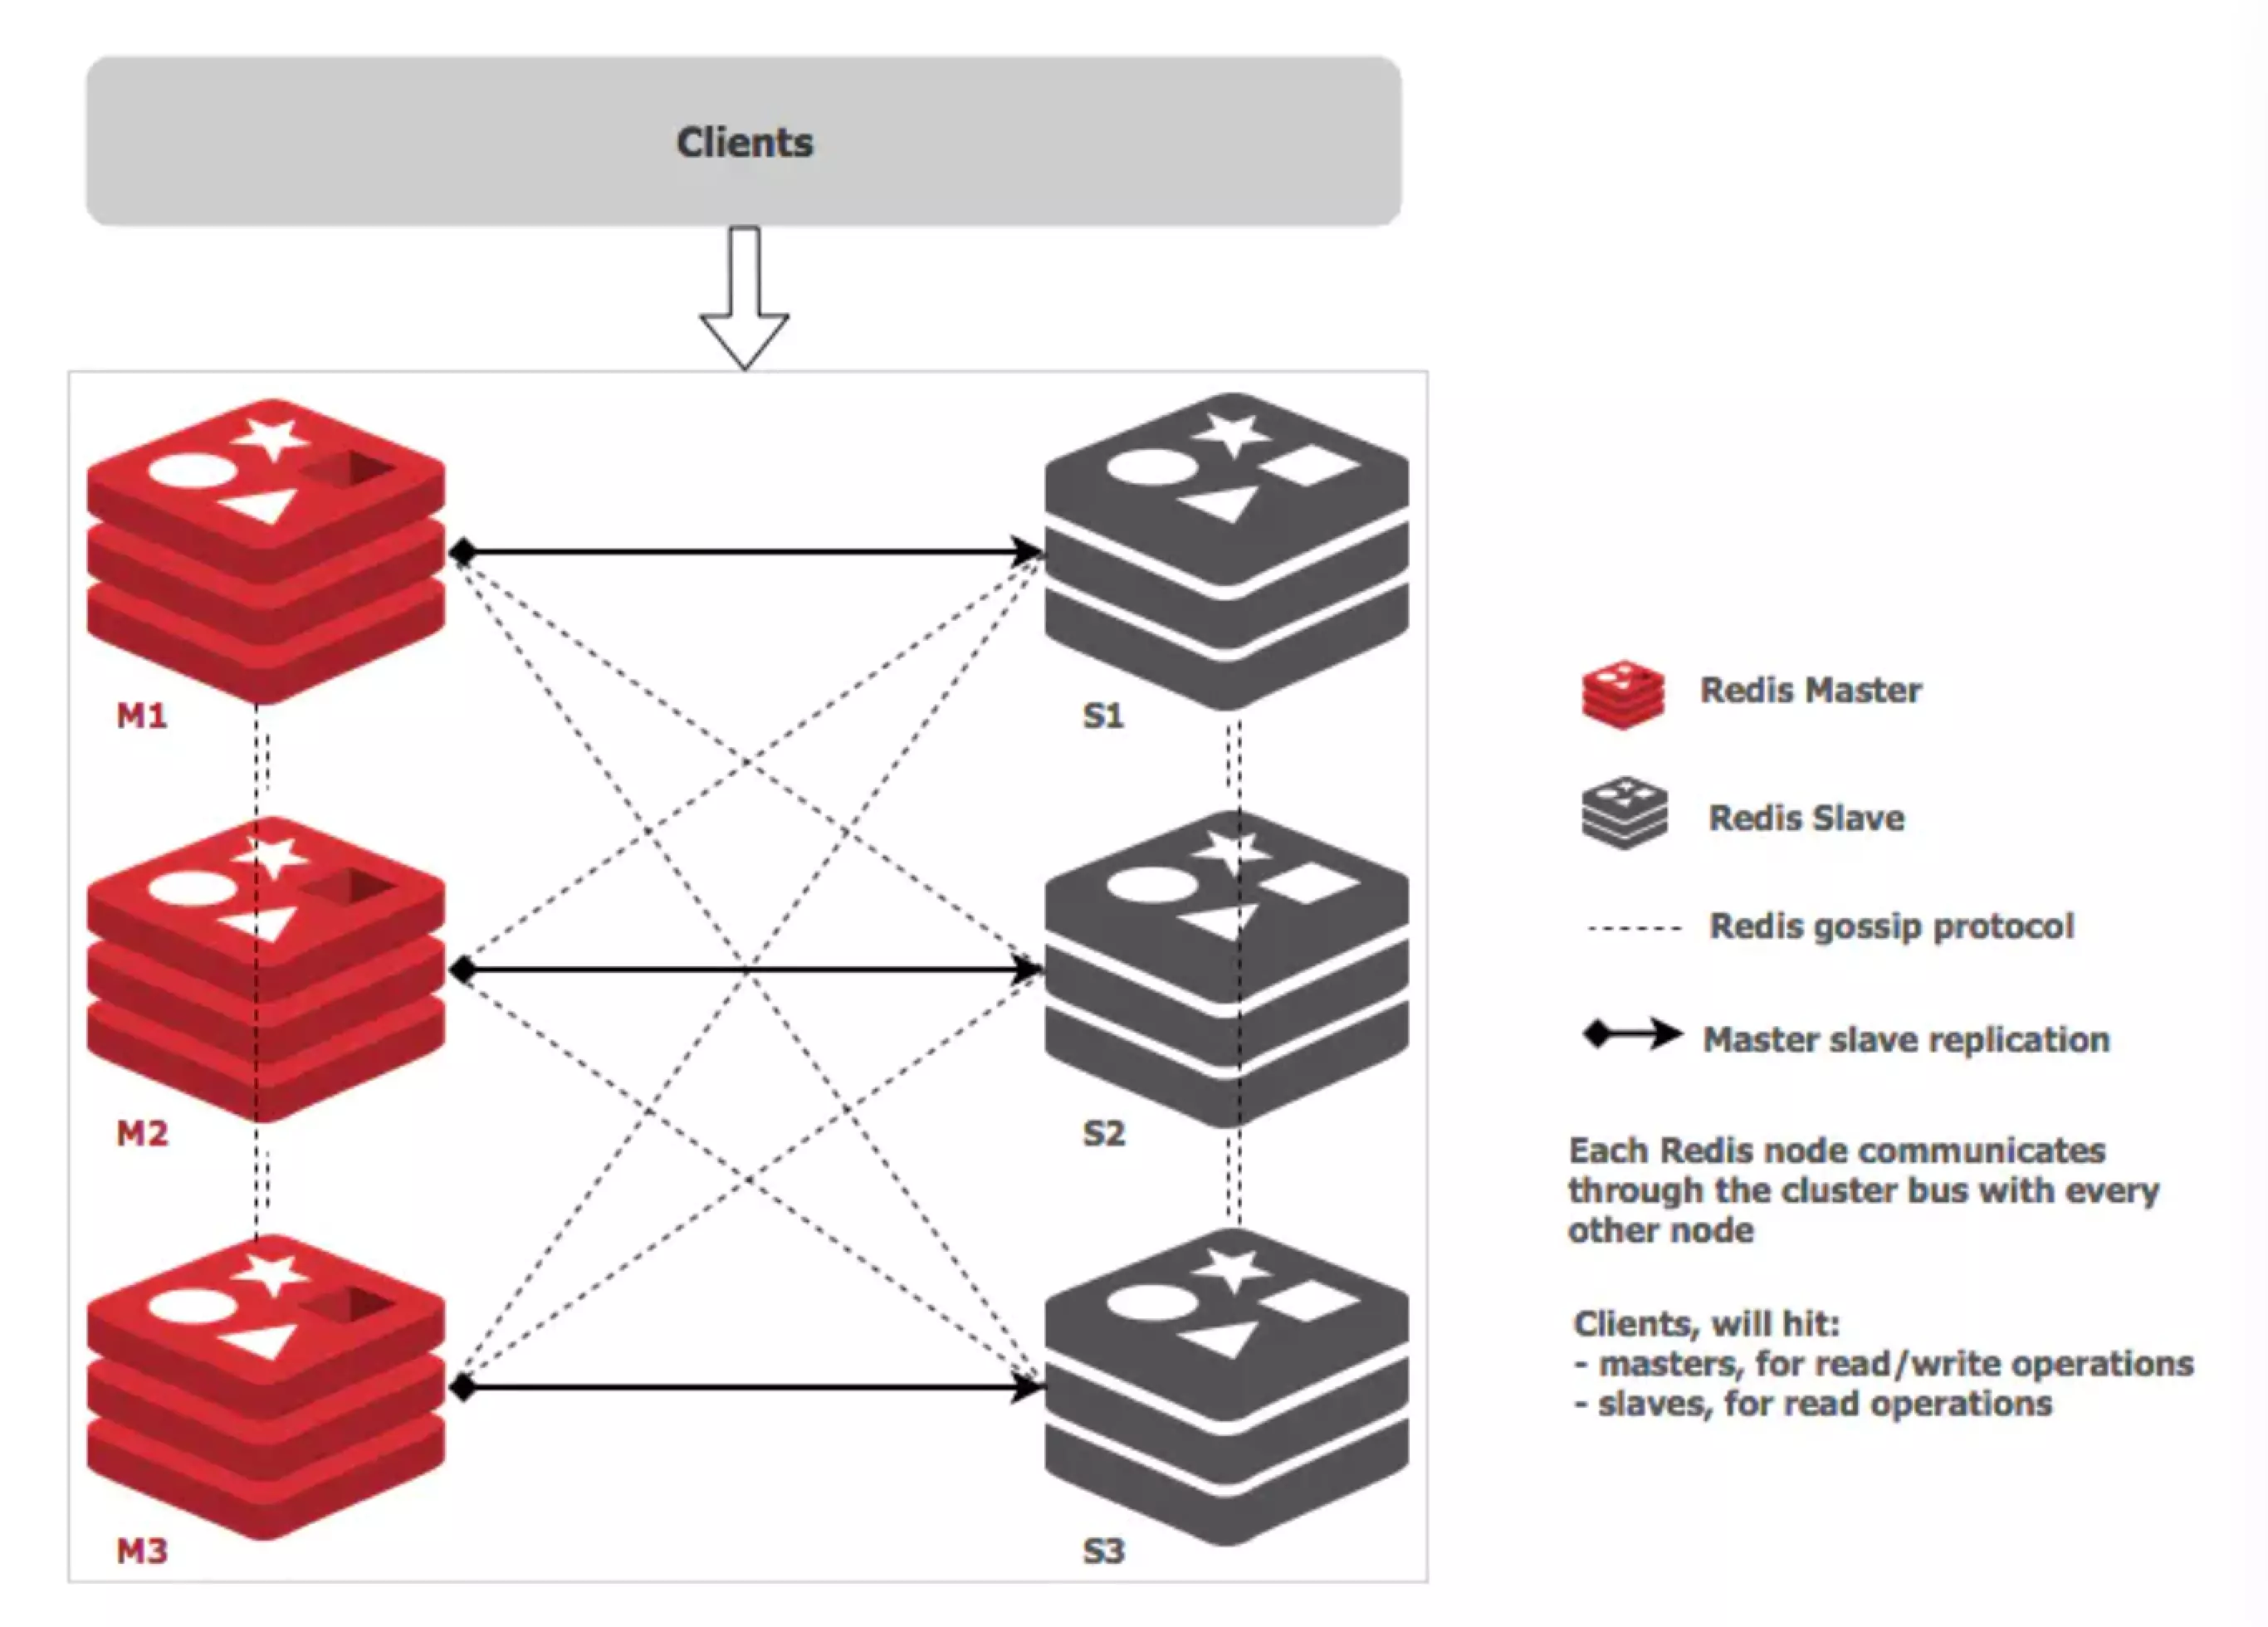 Clients
M1
S1
M2
S2
M3
S3
Redis Master
Redis Slave
Redis gossip protocol
Master slave replication
Each Redis node communicates
through the cluster bus with every
other node
Clients, will hit:
- masters, for read/write operations
- slaves, for read operations